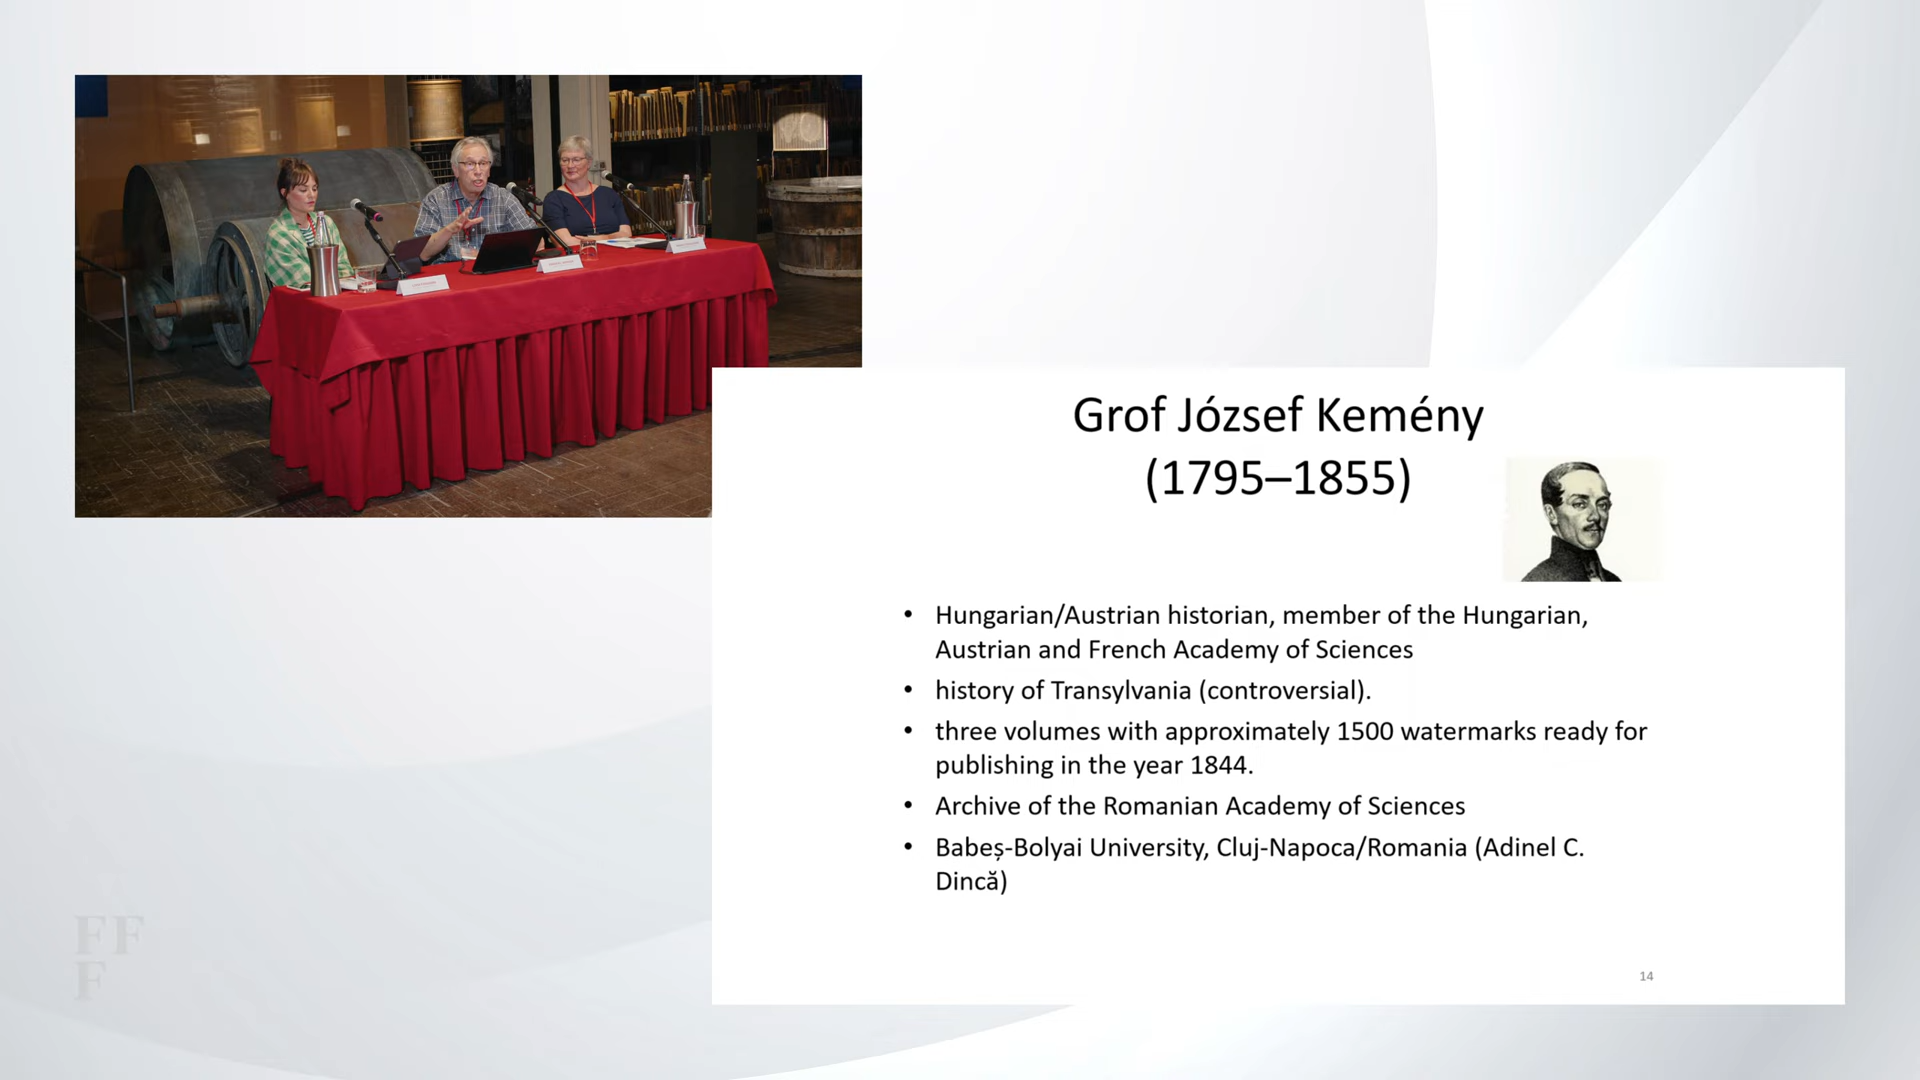 Grof József Kemény
(1795–1855)
• Hungarian/Austrian historian, member of the Hungarian,
Austrian and French Academy of Sciences
• history of Transylvania (controversial).
• three volumes with approximately 1500 watermarks ready for
publishing in the year 1844.
• Archive of the Romanian Academy of Sciences
• Babeș-Bolyai University, Cluj-Napoca/Romania (Adinel C.
Dincă)
14
FF
F